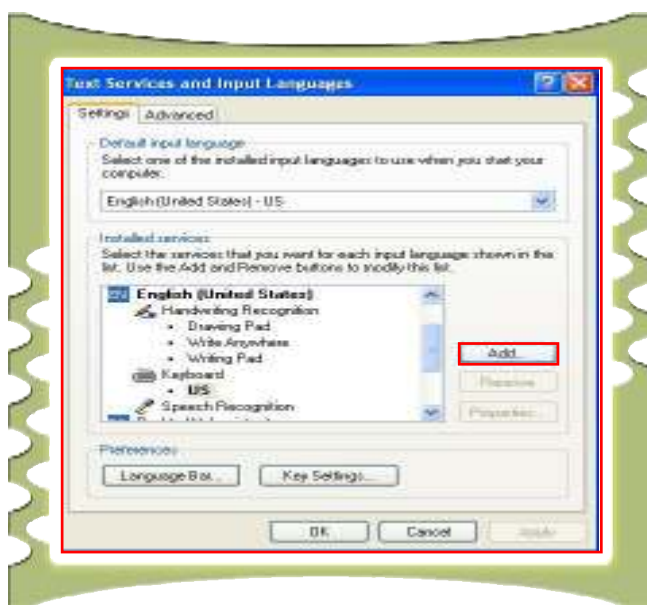 Text Services and Input Languages
Settings
Advanced
Default input language
Select one of the installed input languages to use when you start your
computer.
English (United States) - US
Installed services
Select the services that you want for each input language shown in the
list. Use the Add and Remove buttons to modify this list.
EN English (United States)
Handwriting Recognition
• Drawing Pad
• Write Anywhere
• Writing Pad
Keyboard
• US
Speech Recognition
Add...
Remove
Properties...
Preferences
Language Bar...
Key Settings...
OK
Cancel
Apply